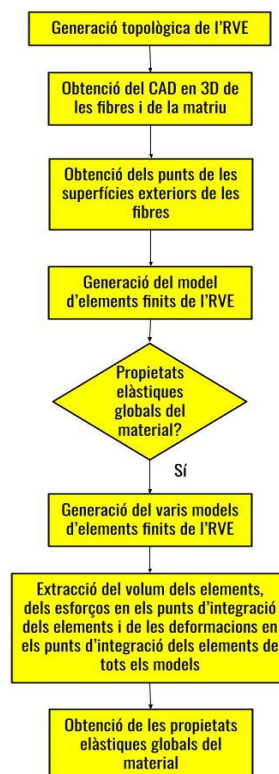 Generació topològica de l'RVE
Obtenció del CAD en 3D de
les fibres i de la matriu
Obtenció dels punts de les
superfícies exteriors de les
fibres
Generació del model
d'elements finits de l'RVE
Propietats
elàstiques
globals del
material?
Sí
Generació del varis models
d'elements finits de l'RVE
Extracció del volum dels elements,
dels esforços en els punts d'integració
dels elements i de les deformacions en
els punts d'integració dels elements de
tots els models
Obtenció de les propietats
elàstiques globals del
material